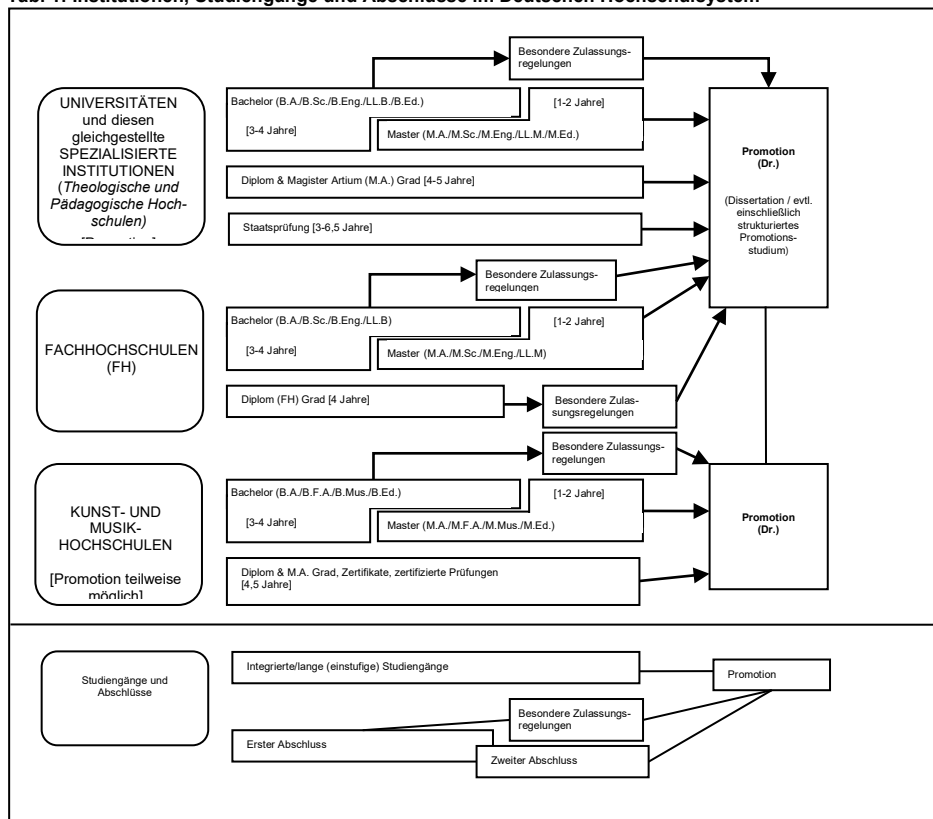 Tab. 1: Institutionen, Studiengänge und Abschlüsse im Deutschen Hochschulsystem
Besondere Zulassungs-
regelungen
UNIVERSITÄTEN
und diesen
gleichgestellte
SPEZIALISIERTE
INSTITUTIONEN
(Theologische und
Pädagogische Hoch-
schulen)
[Promotion]
Bachelor (B.A./B.Sc./B.Eng./LL.B./B.Ed.)
[3-4 Jahre]
[1-2 Jahre]
Master (M.A./M.Sc./M.Eng./LL.M./M.Ed.)
Diplom & Magister Artium (M.A.) Grad [4-5 Jahre]
Staatsprüfung [3-6,5 Jahre]
Promotion
(Dr.)
(Dissertation / evtl.
einschließlich
strukturiertes
Promotions-
studium)
Besondere Zulassungs-
regelungen
FACHHOCHSCHULEN
(FH)
Bachelor (B.A./B.Sc./B.Eng./LL.B)
[3-4 Jahre]
[1-2 Jahre]
Master (M.A./M.Sc./M.Eng./LL.M)
Diplom (FH) Grad [4 Jahre]
Besondere Zulas-
sungsregelungen
Besondere Zulassungs-
regelungen
KUNST- UND
MUSIK-
HOCHSCHULEN
[Promotion teilweise
möglich]
Bachelor (B.A./B.F.A./B.Mus./B.Ed.)
[3-4 Jahre]
[1-2 Jahre]
Master (M.A./M.F.A./M.Mus./M.Ed.)
Diplom & M.A. Grad, Zertifikate, zertifizierte Prüfungen
[4,5 Jahre]
Promotion
(Dr.)
Studiengänge und
Abschlüsse
Integrierte/lange (einstufige) Studiengänge
Promotion
Besondere Zulassungs-
regelungen
Erster Abschluss
Zweiter Abschluss